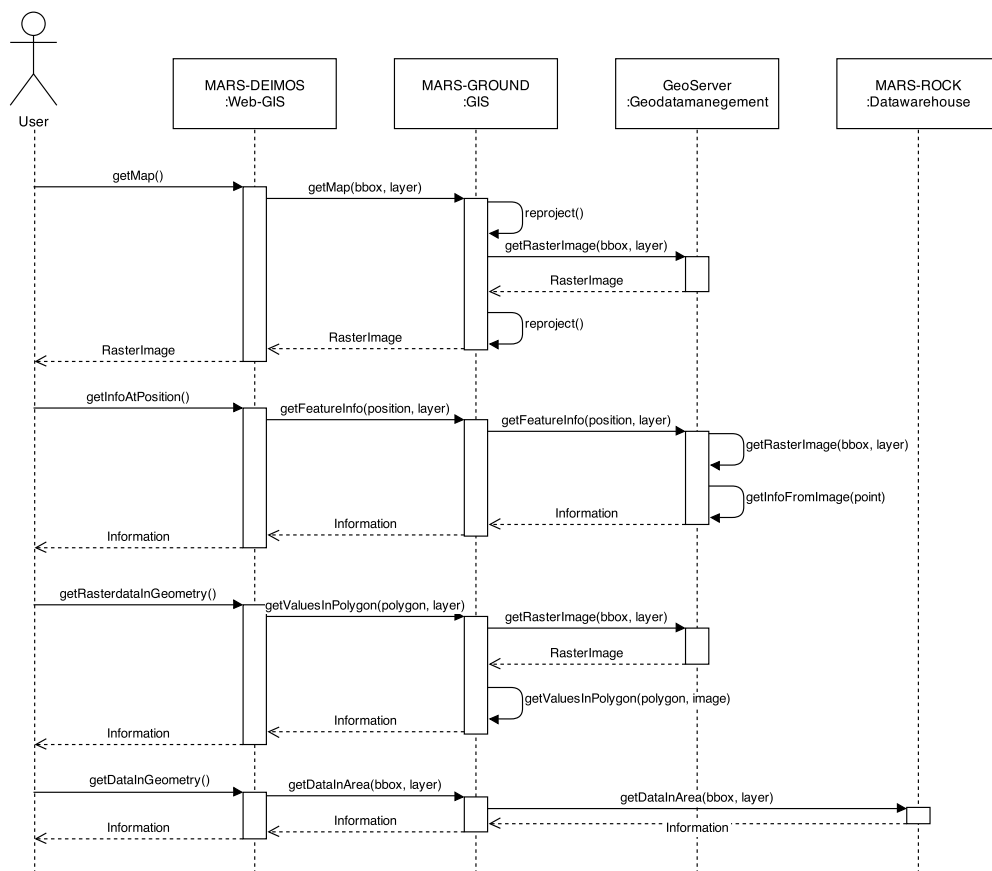 User
MARS-DEIMOS
:Web-GIS
MARS-GROUND
:GIS
GeoServer
:Geodatamanegement
MARS-ROCK
:Datawarehouse
getMap()
getMap(bbox, layer)
reproject()
getRasterImage(bbox, layer)
RasterImage
reproject()
RasterImage
RasterImage
getInfoAtPosition()
getFeatureInfo(position, layer)
getFeatureInfo(position, layer)
getRasterImage(bbox, layer)
getInfoFromImage(point)
Information
Information
Information
getRasterdataInGeometry()
getValuesInPolygon(polygon, layer)
getRasterImage(bbox, layer)
RasterImage
getValuesInPolygon(polygon, image)
Information
Information
getDataInGeometry()
getDataInArea(bbox, layer)
getDataInArea(bbox, layer)
Information
Information
Information